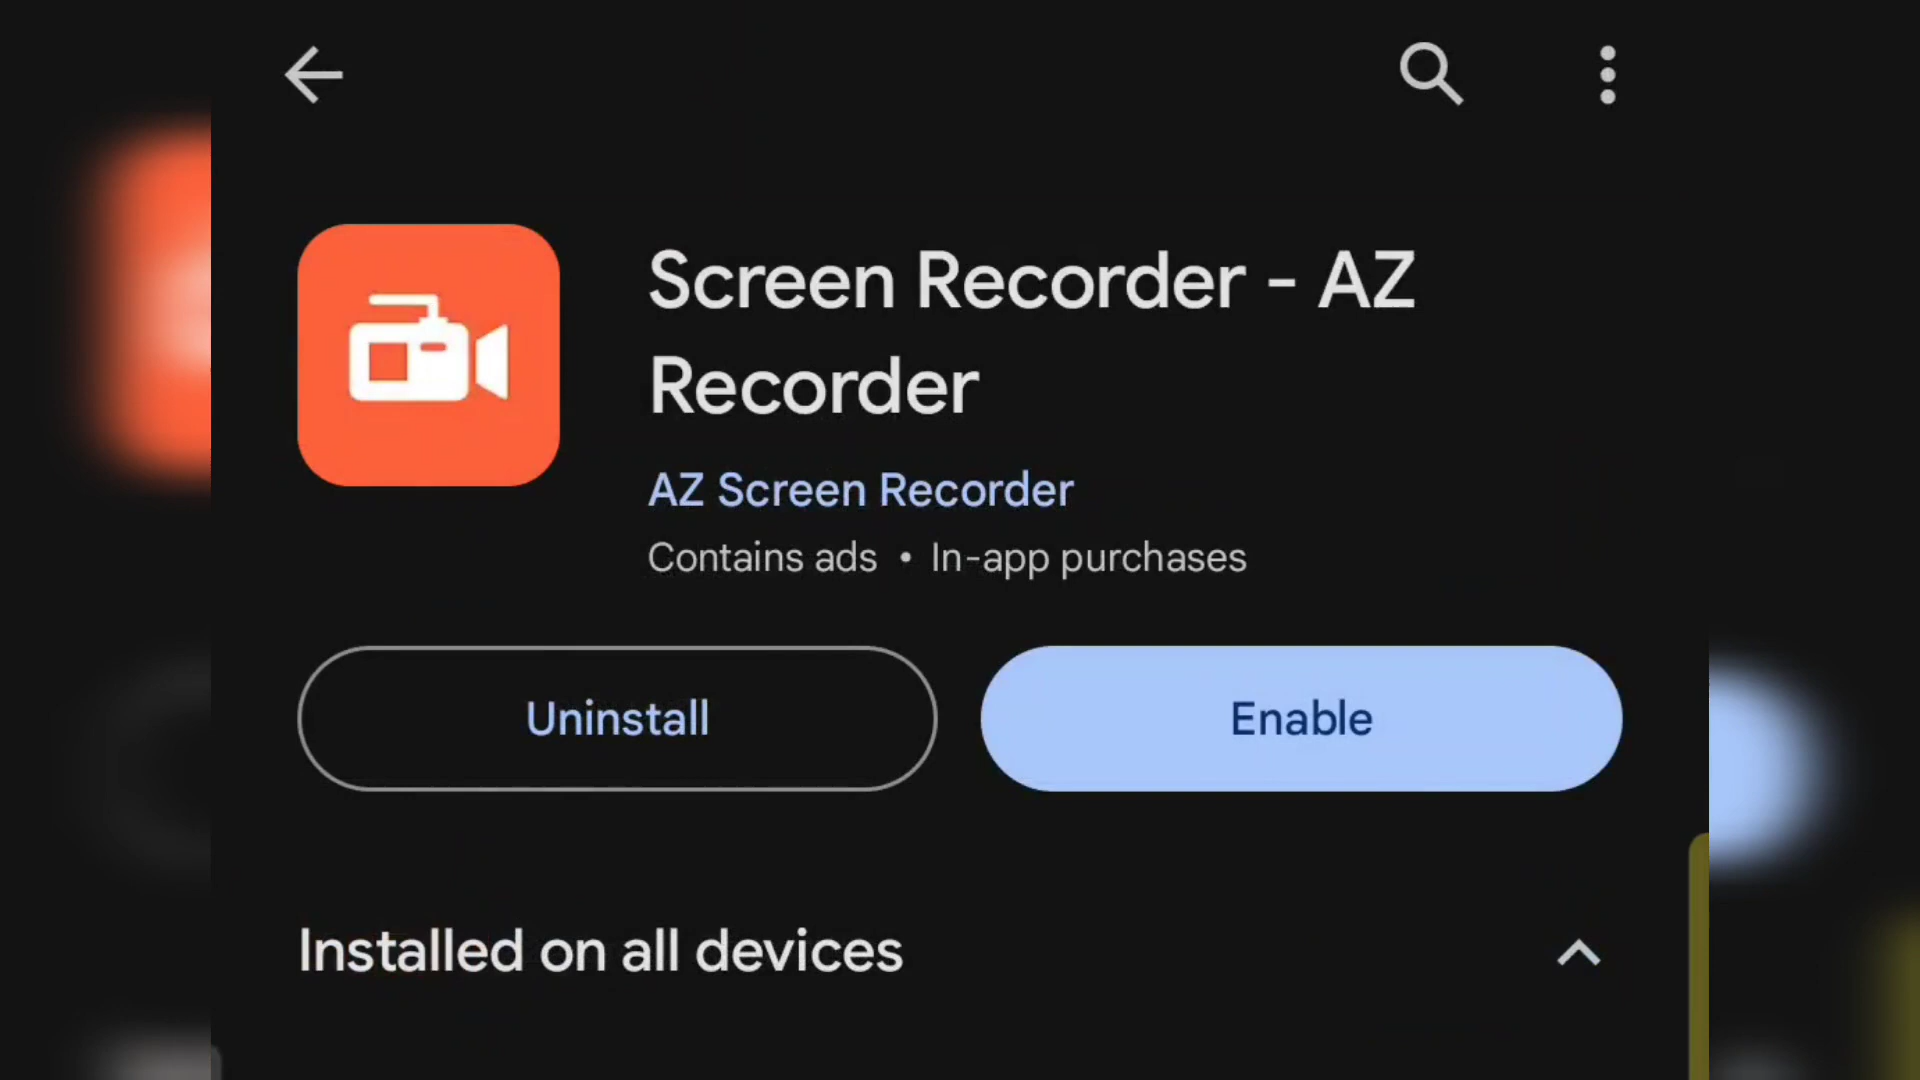 Screen Recorder - AZ
Recorder
AZ Screen Recorder
Contains ads • In-app purchases
Uninstall
Enable
Installed on all devices